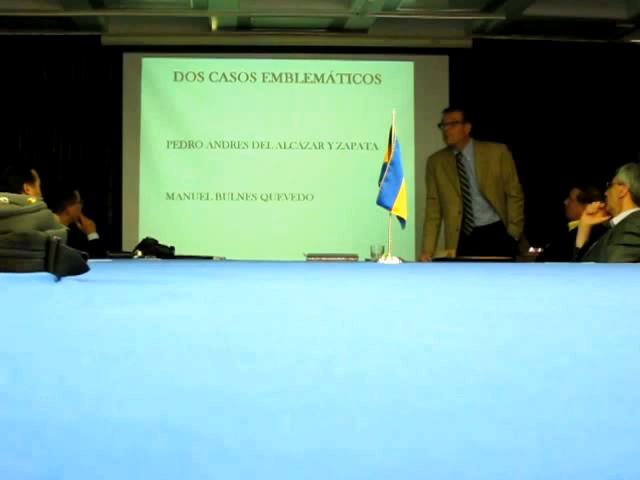 DOS CASOS EMBLEMÁTICOS
PEDRO ANDRES DEL ALCÁZAR Y ZAPATA
MANUEL BULNES QUEVEDO